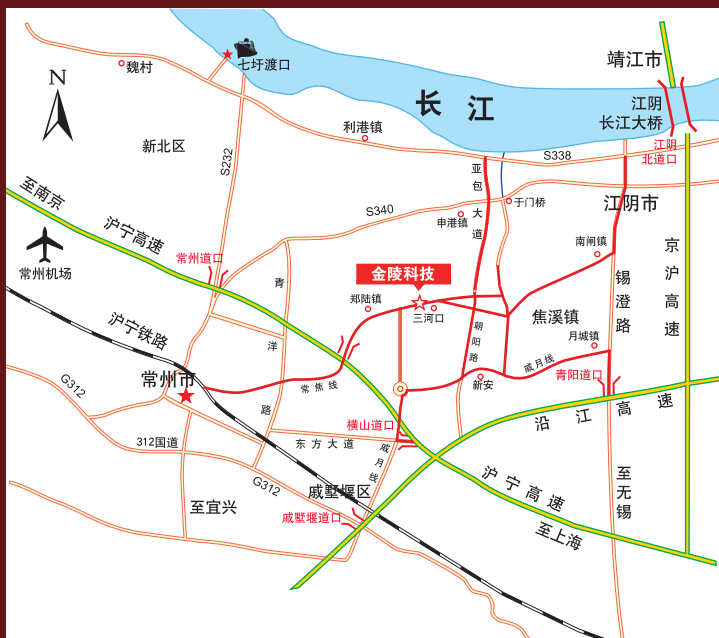 靖江市
七圩渡口
魏村
N
长江
江阴
长江大桥
利港镇
新北区
S232
S338
江阴
北道口
至南京
亚包大道
S340
于门桥
江阴市
申港镇
沪宁高速
常州道口
常州机场
南闸镇
京沪高速
金陵科技
青洋路
郑陆镇
三河口
锡澄路
焦溪镇
朝阳路
月城镇
沪宁铁路
戚月线
青阳道口
G312
常州市
常焦线
新安
沿江高速
横山道口
312国道
东方大道
戚月线
沪宁高速
至无锡
G312
戚墅堰区
至宜兴
戚墅堰道口
至上海